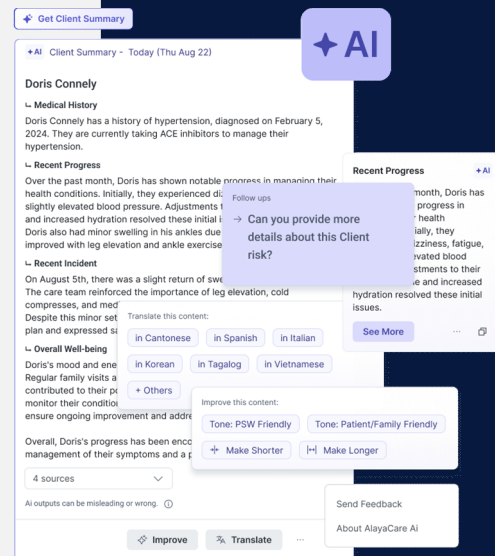 Get Client Summary
+AI
AI Client Summary - Today (Thu Aug 22)
Doris Connely
Medical History
Doris Connely has a history of hypertension, diagnosed on February 5,
2024. They are currently taking ACE inhibitors to manage their
hypertension.
Recent Progress
Over the past month, Doris has shown notable progress in managing their
health conditions. Initially, they experienced
slightly elevated blood pressure. Adjustments
and increased hydration resolved these initial
Doris also had minor swelling in his ankles due
improved with leg elevation and ankle exercise
Recent Incident
On August 5th, there was a slight return of
The care team reinforced the importance of leg elevation, cold
compresses, and
Despite this minor
plan and expressed
Overall Well-being
Doris's mood and
Regular family visits
contributed to their
monitor their
ensure ongoing improvement and
Overall, Doris's progress has been
management of their symptoms and a
4 sources
Ai outputs can be misleading or wrong.
Improve
Translate
...
Follow ups
→ Can you provide more
details about this Client
risk?
Recent Progress
+AI
month, Doris has
progress in
health
they
dizziness, fatigue,
blood
to their
and increased
hydration resolved these initial
issues.
See More
...
Translate this content:
in Cantonese
in Spanish
in Italian
in Korean
in Tagalog
in Vietnamese
+ Others
Improve this content:
Tone: PSW Friendly
Tone: Patient/Family Friendly
Make Shorter
Make Longer
Send Feedback
About AlayaCare Ai